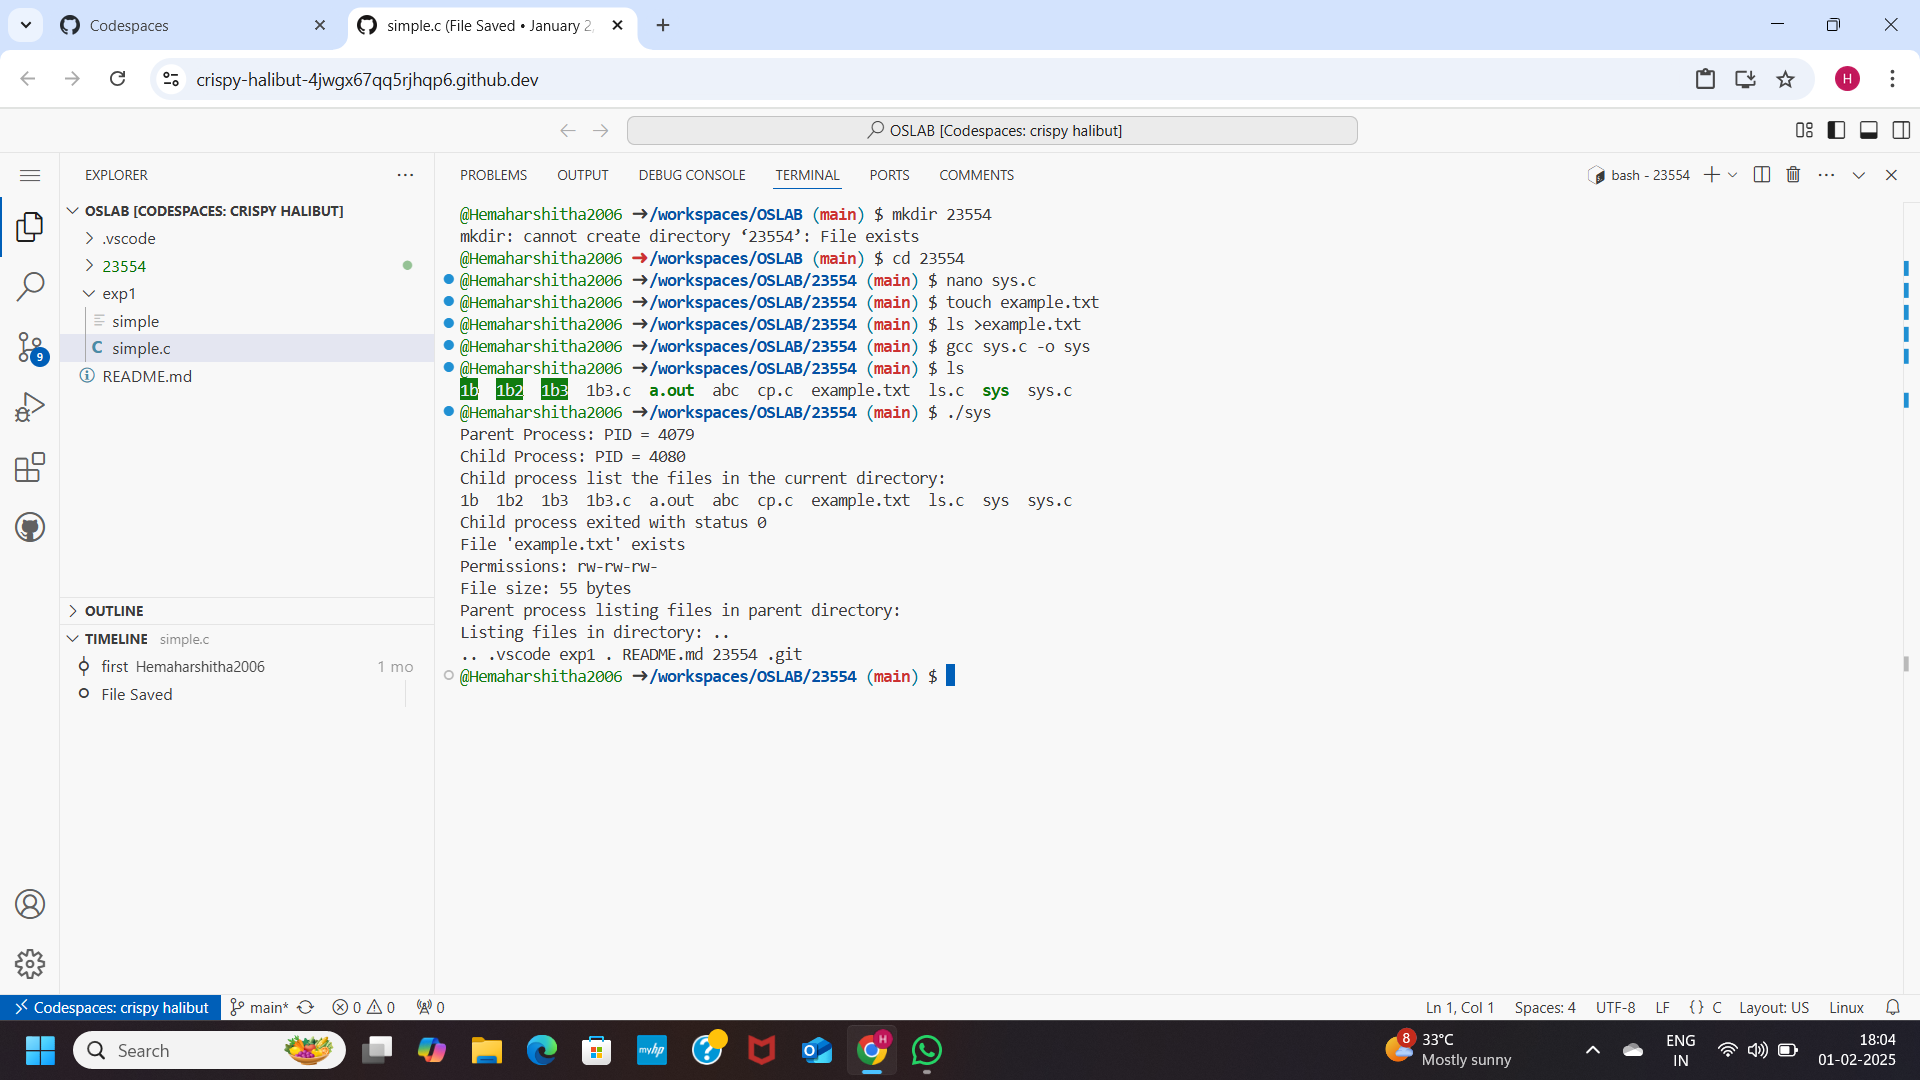 Codespaces
simple.c (File Saved • January 2,
crispy-halibut-4jwgx67qq5rjhqp6.github.dev
H
OSLAB [Codespaces: crispy halibut]
EXPLORER
OSLAB [CODESPACES: CRISPY HALIBUT]
.vscode
23554
exp1
simple
C simple.c
README.md
9
OUTLINE
TIMELINE simple.c
first Hemaharshitha2006 1 mo
File Saved
PROBLEMS OUTPUT DEBUG CONSOLE TERMINAL PORTS COMMENTS
bash - 23554
@Hemaharshitha2006 ➜/workspaces/OSLAB (main) $ mkdir 23554
mkdir: cannot create directory ‘23554’: File exists
@Hemaharshitha2006 ➜/workspaces/OSLAB (main) $ cd 23554
@Hemaharshitha2006 ➜/workspaces/OSLAB/23554 (main) $ nano sys.c
@Hemaharshitha2006 ➜/workspaces/OSLAB/23554 (main) $ touch example.txt
@Hemaharshitha2006 ➜/workspaces/OSLAB/23554 (main) $ ls >example.txt
@Hemaharshitha2006 ➜/workspaces/OSLAB/23554 (main) $ gcc sys.c -o sys
@Hemaharshitha2006 ➜/workspaces/OSLAB/23554 (main) $ ls
1b 1b2 1b3 1b3.c a.out abc cp.c example.txt ls.c sys sys.c
@Hemaharshitha2006 ➜/workspaces/OSLAB/23554 (main) $ ./sys
Parent Process: PID = 4079
Child Process: PID = 4080
Child process list the files in the current directory:
1b 1b2 1b3 1b3.c a.out abc cp.c example.txt ls.c sys sys.c
Child process exited with status 0
File 'example.txt' exists
Permissions: rw-rw-rw-
File size: 55 bytes
Parent process listing files in parent directory:
Listing files in directory: ..
.. .vscode exp1 . README.md 23554 .git
@Hemaharshitha2006 ➜/workspaces/OSLAB/23554 (main) $
Codespaces: crispy halibut main* 0 0 0
Ln 1, Col 1 Spaces: 4 UTF-8 LF {} C Layout: US Linux
Search
myhp
H
8
33°C
Mostly sunny
ENG
IN
18:04
01-02-2025